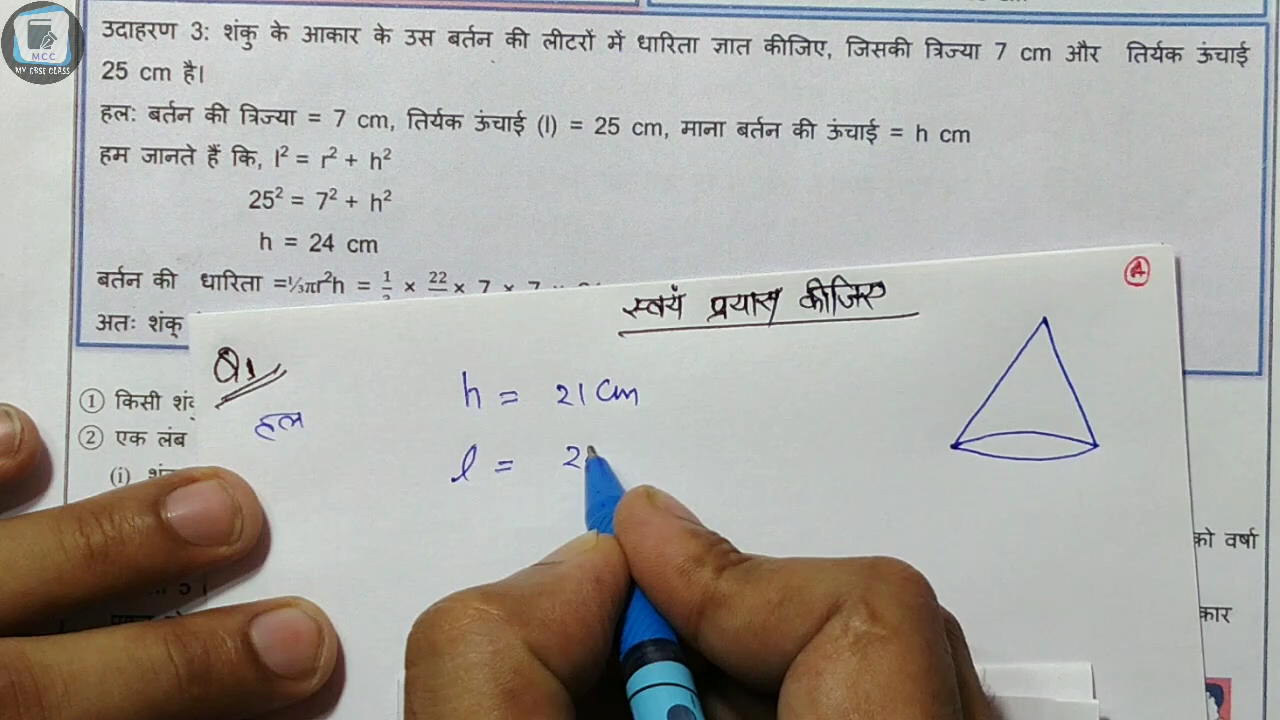 MCC
MY CBSE CLASS
उदाहरण 3: शंकु के आकार के उस बर्तन की लीटरों में धारिता ज्ञात कीजिए, जिसकी त्रिज्या 7 cm और तिर्यक ऊंचाई
25 cm है।
हल: बर्तन की त्रिज्या = 7 cm, तिर्यक ऊंचाई (l) = 25 cm, माना बर्तन की ऊंचाई = h cm
हम जानते हैं कि, l² = r² + h²
25² = 7² + h²
h = 24 cm
बर्तन की धारिता =⅓πr²h = 1 × 22 × 7 × 7
अतः शंकु
स्वयं प्रयास कीजिए
A
Q1
हल
h = 21 cm
l = 2
① किसी
② एक लंब
(i)
को वर्षा
कार